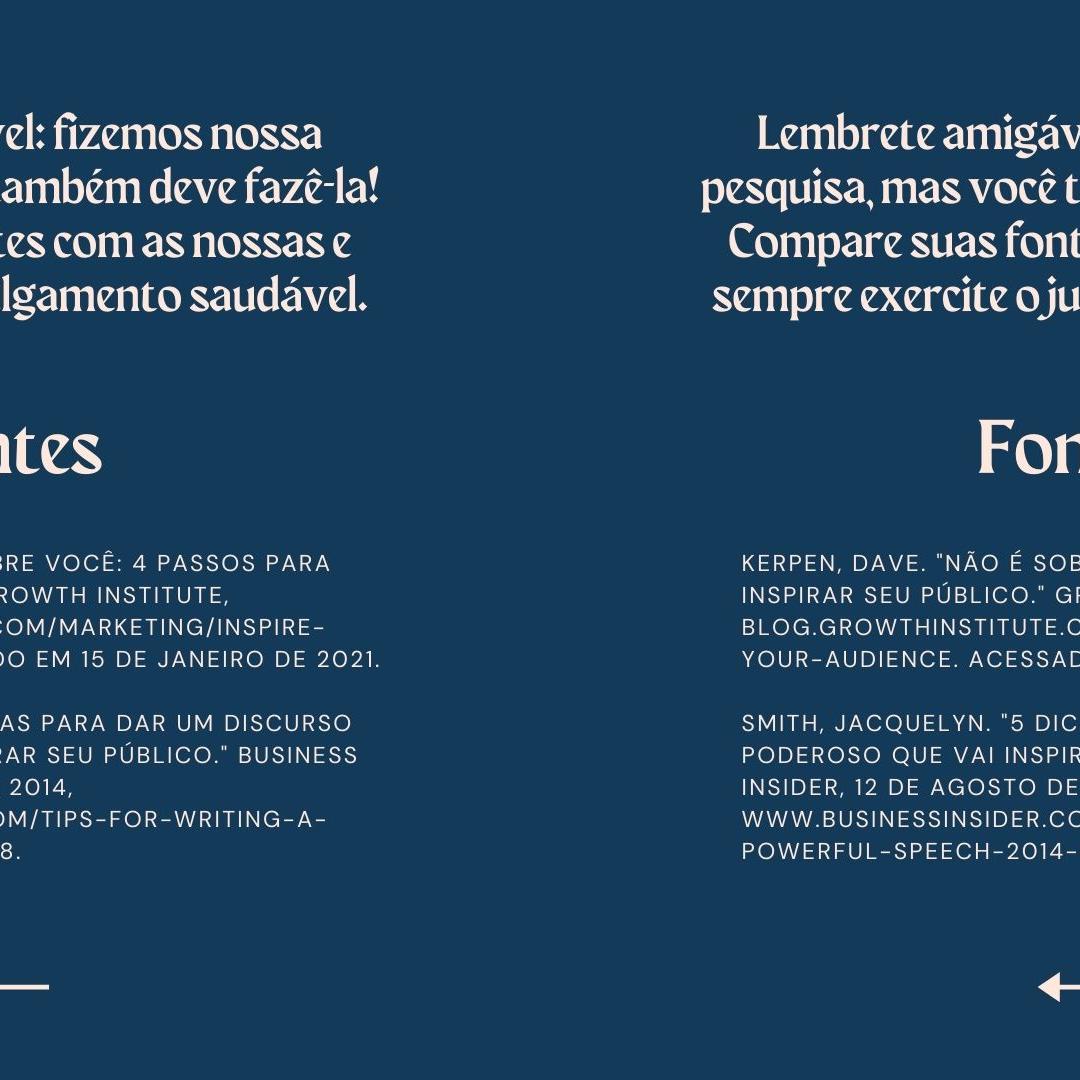 vel: fizemos nossa
também deve fazê-la!
tes com as nossas e
lgamento saudável.
ntes
BRE VOCÊ: 4 PASSOS PARA
ROWTH INSTITUTE,
COM/MARKETING/INSPIRE-
DO EM 15 DE JANEIRO DE 2021.
AS PARA DAR UM DISCURSO
RAR SEU PÚBLICO." BUSINESS
2014,
OM/TIPS-FOR-WRITING-A-
8.
Lembrete amigáv
pesquisa, mas você t
Compare suas font
sempre exercite o ju
Fon
KERPEN, DAVE. "NÃO É SOB
INSPIRAR SEU PÚBLICO." GR
BLOG.GROWTHINSTITUTE.C
YOUR-AUDIENCE. ACESSAD
SMITH, JACQUELYN. "5 DIC
PODEROSO QUE VAI INSPIR
INSIDER, 12 DE AGOSTO DE
WWW.BUSINESSINSIDER.CO
POWERFUL-SPEECH-2014-